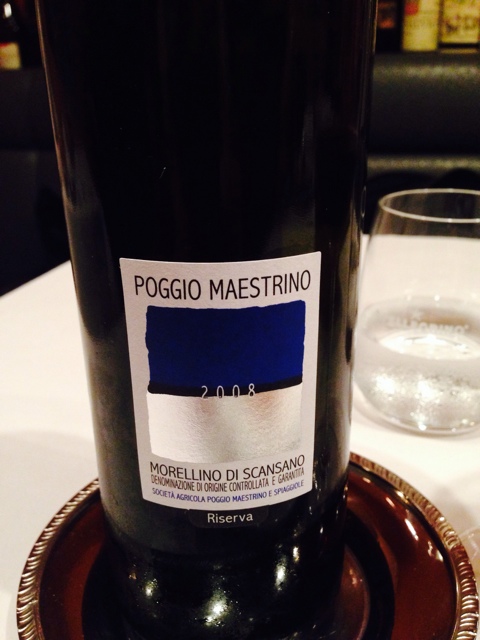 POGGIO MAESTRINO
2008
MORELLINO DI SCANSANO
DENOMINAZIONE DI ORIGINE CONTROLLATA E GARANTITA
SOCIETÀ AGRICOLA POGGIO MAESTRINO E SPIAGGIOLE
Riserva